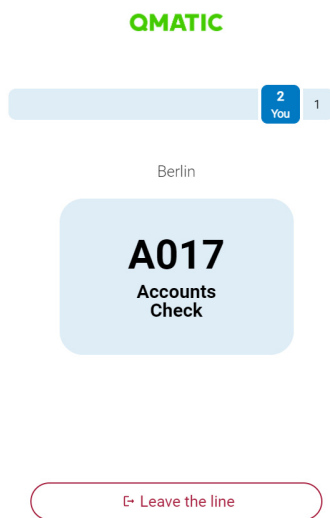 QMATIC
2
You
1
Berlin
A017
Accounts
Check
Leave the line